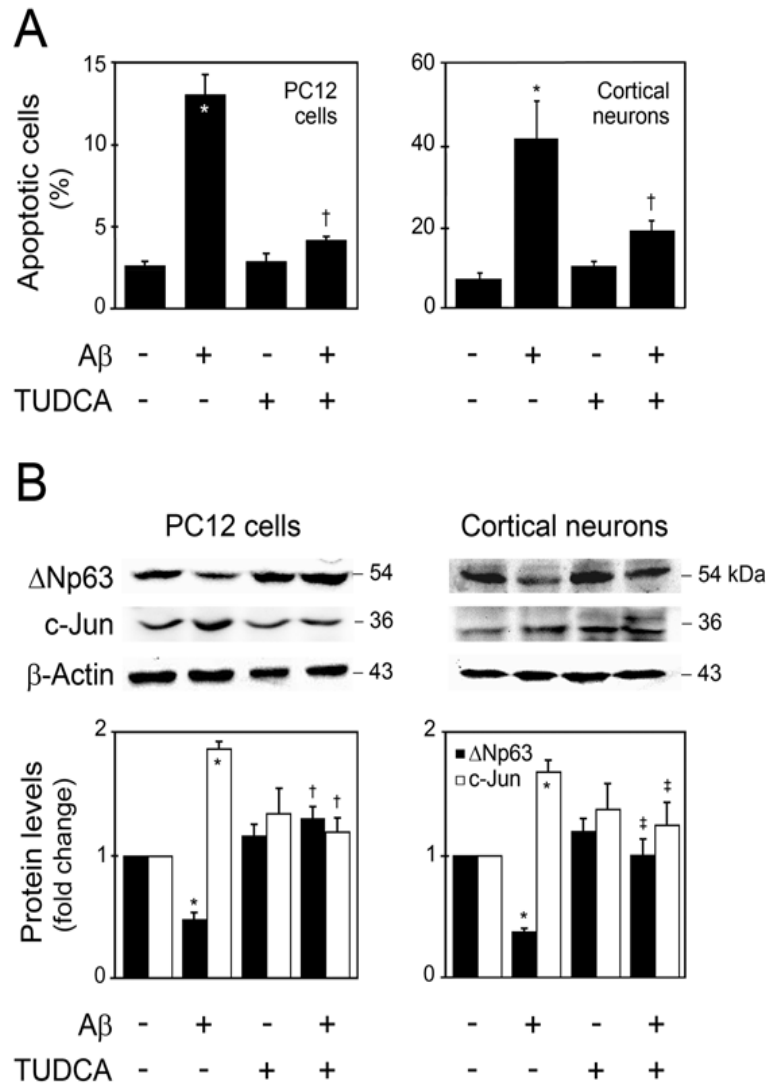 A
15
10
5
0
Apoptotic cells
(%)
PC12
cells
*
†
60
40
20
0
Cortical
neurons
*
†
Aβ - + - + - + - +
TUDCA - - + + - - + +
B
PC12 cells Cortical neurons
ΔNp63 – 54 – 54 kDa
c-Jun – 36 – 36
β-Actin – 43 – 43
2
1
0
Protein levels
(fold change)
* * † †
2
1
0
ΔNp63
c-Jun
* * ‡ ‡
Aβ - + - + - + - +
TUDCA - - + + - - + +